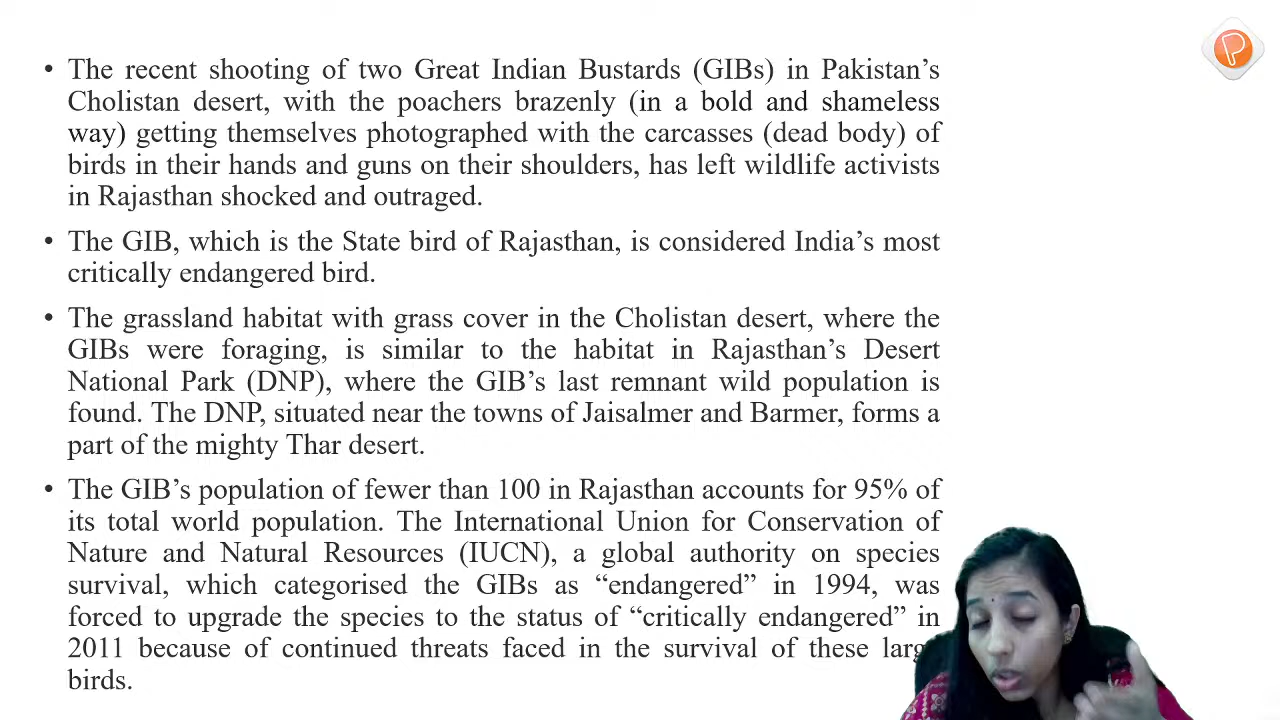 • The recent shooting of two Great Indian Bustards (GIBs) in Pakistan’s
Cholistan desert, with the poachers brazenly (in a bold and shameless
way) getting themselves photographed with the carcasses (dead body) of
birds in their hands and guns on their shoulders, has left wildlife activists
in Rajasthan shocked and outraged.
• The GIB, which is the State bird of Rajasthan, is considered India’s most
critically endangered bird.
• The grassland habitat with grass cover in the Cholistan desert, where the
GIBs were foraging, is similar to the habitat in Rajasthan’s Desert
National Park (DNP), where the GIB’s last remnant wild population is
found. The DNP, situated near the towns of Jaisalmer and Barmer, forms a
part of the mighty Thar desert.
• The GIB’s population of fewer than 100 in Rajasthan accounts for 95% of
its total world population. The International Union for Conservation of
Nature and Natural Resources (IUCN), a global authority on species
survival, which categorised the GIBs as “endangered” in 1994, was
forced to upgrade the species to the status of “critically endangered” in
2011 because of continued threats faced in the survival of these large
birds.